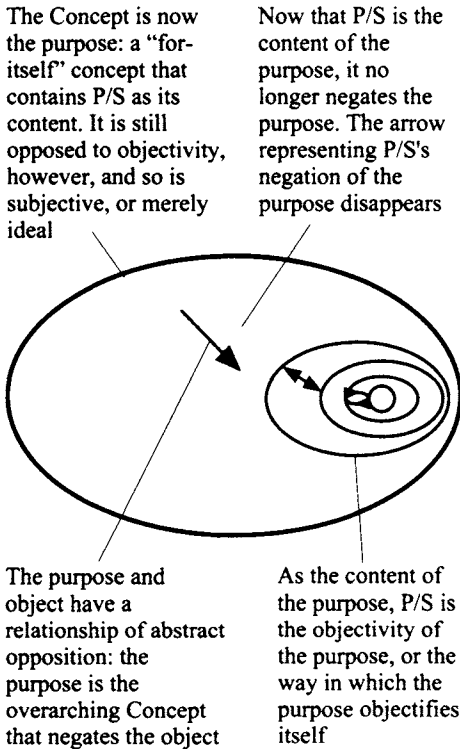 The Concept is now
the purpose: a “for-
itself” concept that
contains P/S as its
content. It is still
opposed to objectivity,
however, and so is
subjective, or merely
ideal
Now that P/S is the
content of the
purpose, it no
longer negates the
purpose. The arrow
representing P/S's
negation of the
purpose disappears
The purpose and
object have a
relationship of abstract
opposition: the
purpose is the
overarching Concept
that negates the object
As the content of
the purpose, P/S is
the objectivity of
the purpose, or the
way in which the
purpose objectifies
itself